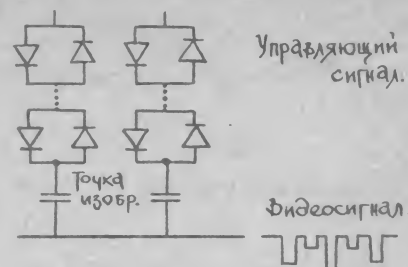 Управляющий
сигнал.
Точка
изобр.
Видеосигнал